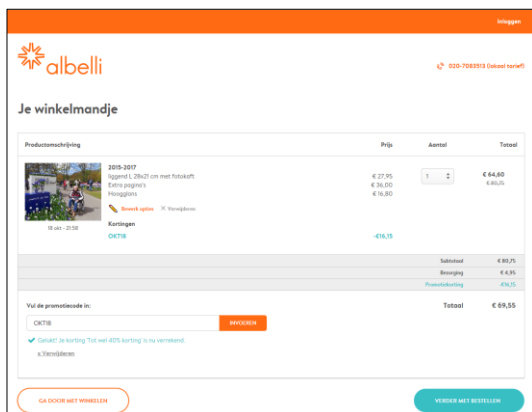 Inloggen
albelli
020-7082513 (lokaal tarief)
Je winkelmandje
Productomschrijving Prijs Aantal Totaal
2015-2017
liggend L, 28x21 cm met fotokaft € 27,95 1 € 64,60
Extra pagina's € 36,00 € 80,75
Hoogglans € 16,80
Bewerk opties × Verwijderen
18 okt - 21:58
Kortingen
OKT18 -€16,15
Subtotaal € 80,75
Bezorging € 4,95
Promotiekorting -€16,15
Vul de promotiecode in: Totaal € 69,55
OKT18 INVOEREN
Gelukt! Je korting 'Tot wel 40% korting' is nu verrekend.
x Verwijderen
GA DOOR MET WINKELEN VERDER MET BESTELLEN